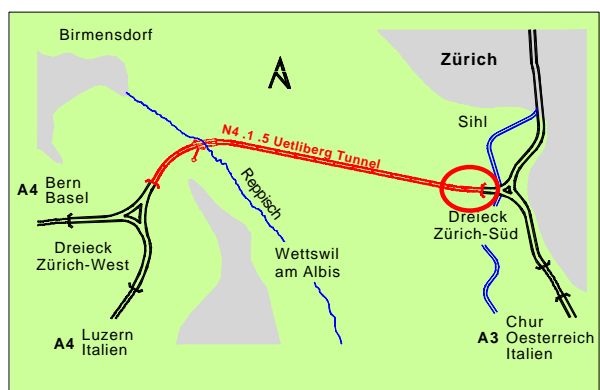 Birmensdorf
Zürich
Sihl
N4 .1 .5 Uetliberg Tunnel
Reppisch
A4 Bern
Basel
Dreieck
Zürich-West
Dreieck
Zürich-Süd
Wettswil
am Albis
A4 Luzern
Italien
Chur
A3 Oesterreich
Italien